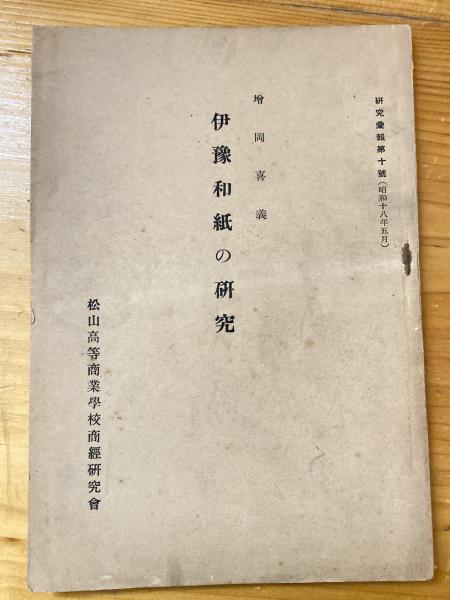 研究彙報第十號（昭和十八年五月）
增岡喜義
伊豫和紙の研究
松山高等商業學校商經研究會